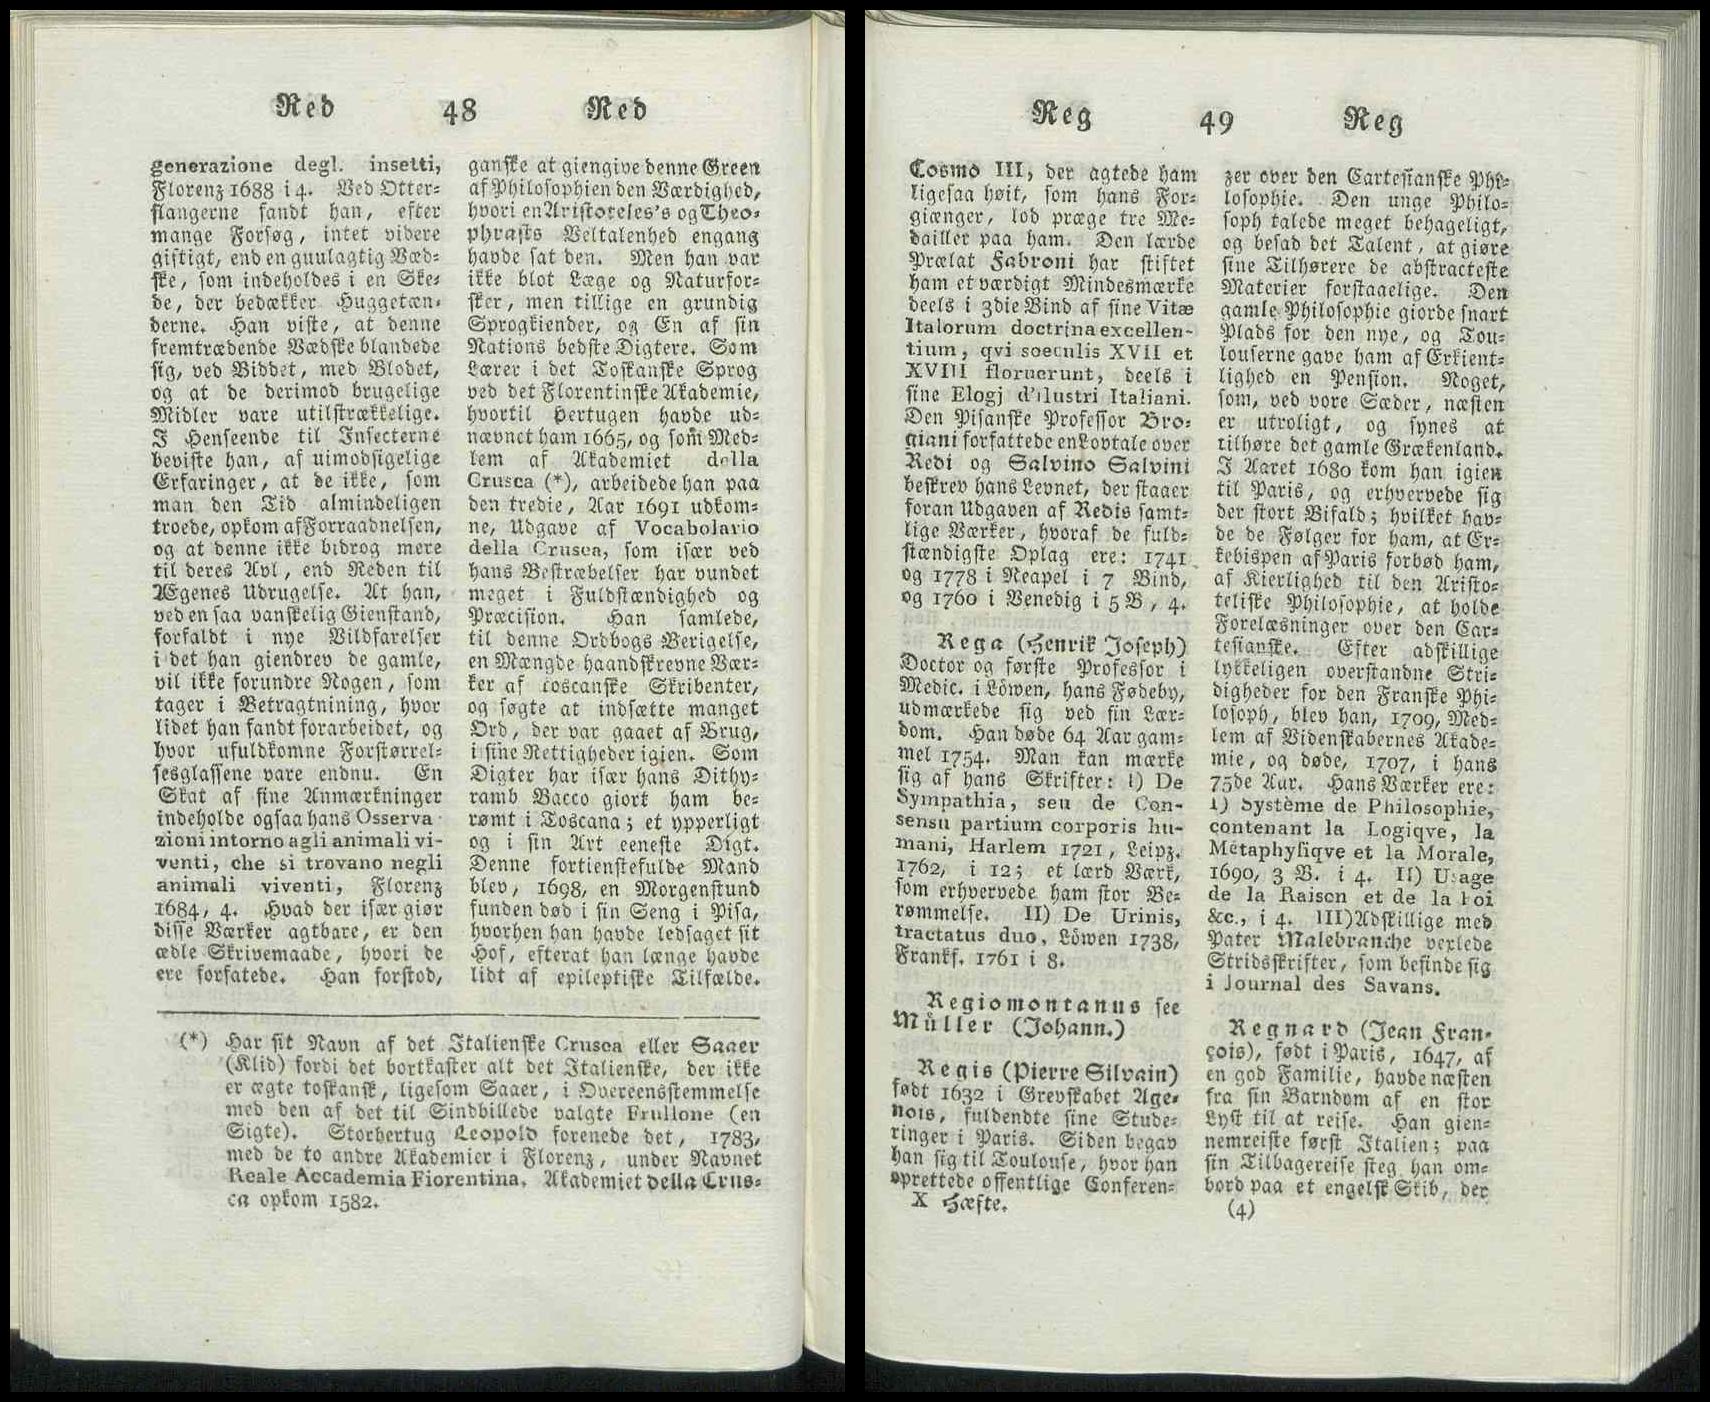 Red 48 Red
generazione degl. insetti,
Florenz 1688 i 4. Ved Otter-
slangerne fandt han, efter
mange Forsøg, intet videre
giftigt, end en guulagtig Væd-
ske, som indeholdes i en Ske-
de, der bedækker Huggetæn-
derne. Han viste, at denne
fremtrædende Vædske blandede
sig, ved Biddet, med Blodet,
og at de derimod brugelige
Midler vare utilstrækkelige.
I Henseende til Insecterne
beviste han, af uimodsigelige
Erfaringer, at de ikke, som
man den Tid almindeligen
troede, opkom af Forraadnelsen,
og at denne ikke bidrog mere
til deres Avl, end Reden til
Ægenes Udrugelse. At han,
ved en saa vanskelig Gienstand,
forfaldt i nye Vildfarelser
i det han giendrev de gamle,
vil ikke forundre Nogen, som
tager i Betragtnining, hvor
lidet han fandt forarbeidet, og
hvor ufuldkomne Forstørrel-
sesglassene vare endnu. En
Skat af sine Anmærkninger
indeholde ogsaa hans Osserva-
zioni intorno agli animali vi-
venti, che si trovano negli
animali viventi, Florenz
1684, 4. Hvad der især giør
disse Værker agtbare, er den
ædle Skrivemaade, hvori de
ere forfatede. Han forstod,
ganske at giengive denne Green
af Philosophien den Værdighed,
hvori en Aristoteles's og Theo-
phrasts Veltalenhed engang
havde sat den. Men han var
ikke blot Læge og Naturfor-
sker, men tillige en grundig
Sprogkiender, og En af sin
Nations bedste Digtere. Som
Lærer i det Toskanske Sprog
ved det Florentinske Akademie,
hvortil Hertugen havde ud-
nævnet ham 1665, og som Med-
lem af Akademiet della
Crusca (*), arbeidede han paa
den tredie, Aar 1691 udkom-
ne, Udgave af Vocabolario
della Crusca, som især ved
hans Bestræbelser har vundet
meget i Fuldstændighed og
Præcision. Han samlede,
til denne Ordbogs Berigelse,
en Mængde haandskrevne Vær-
ker af toscanske Skribenter,
og søgte at indsætte manget
Ord, der var gaaet af Brug,
i sine Rettigheder igien. Som
Digter har især hans Dithy-
ramb Bacco giort ham be-
rømt i Toscana; et ypperligt
og i sin Art eeneste Digt.
Denne fortienstefulde Mand
blev, 1698, en Morgenstund
funden død i sin Seng i Pisa,
hvorhen han havde ledsaget sit
Hof, efterat han længe havde
lidt af epileptiske Tilfælde.
(*) Har sit Navn af det Italienske Crusca eller Saaer
(Klid) fordi det bortkaster alt det Italienske, der ikke
er ægte toskansk, ligesom Saaer, i Overeensstemmelse
med den af det til Sindbillede valgte Frullone (en
Sigte). Storhertug Leopold forenede det, 1783,
med de to andre Akademier i Florenz, under Navnet
Reale Accademia Fiorentina. Akademiet della Crus-
ca opkom 1582.
Reg 49 Reg
Cosmo III, der agtede ham
ligesaa høit, som hans For-
giænger, lod præge tre Me-
dailler paa ham. Den lærde
Prælat Fabroni har stiftet
ham et værdigt Mindesmærke
deels i 3die Bind af sine Vitæ
Italorum doctrina excellen-
tium, qvi soeculis XVII et
XVIII floruerunt, deels i
sine Elogj d'ilustri Italiani.
Den Pisanske Professor Bro-
giani forfattede en Lovtale over
Redi og Salvino Salvini
beskrev hans Levnet, der staaer
foran Udgaven af Redis samt-
lige Værker, hvoraf de fuld-
stændigste Oplag ere: 1741
og 1778 i Neapel i 7 Bind,
og 1760 i Venedig i 5 B, 4.
Rega (Henrik Joseph)
Doctor og første Professor i
Medic. i Löwen, hans Fødeby,
udmærkede sig ved sin Lær-
dom. Han døde 64 Aar gam-
mel 1754. Man kan mærke
sig af hans Skrifter: I) De
Sympathia, seu de Con-
sensu partium corporis hu-
mani, Harlem 1721, Leipz.
1762, i 12; et lærd Værk,
som erhvervede ham stor Be-
rømmelse. II) De Urinis,
tractatus duo, Löwen 1738,
Frankf. 1761 i 8.
Regiomontanus see
Müller (Johann.)
Regis (Pierre Silvain)
født 1632 i Grevskabet Age-
nois, fuldendte sine Stude-
ringer i Paris. Siden begav
han sig til Toulouse, hvor han
oprettede offentlige Conferen-
X Hæfte.
zer over den Cartesianske Phi-
losophie. Den unge Philo-
soph talede meget behageligt,
og besad det Talent, at giøre
sine Tilhørere de abstracteste
Materier forstaaelige. Den
gamle Philosophie giorde snart
Plads for den nye, og Tou-
louserne gave ham af Erkient-
lighed en Pension. Noget,
som, ved vore Sæder, næsten
er utroligt, og synes at
tilhøre det gamle Grækenland.
I Aaret 1680 kom han igien
til Paris, og erhvervede sig
der stort Bifald; hvilket hav-
de de Følger for ham, at Er-
kebispen af Paris forbød ham,
af Kierlighed til den Aristo-
teliske Philosophie, at holde
Forelæsninger over den Car-
tesianske. Efter adskillige
lykkeligen overstandne Stri-
digheder for den Franske Phi-
losoph, blev han, 1709, Med-
lem af Videnskabernes Akade-
mie, og døde, 1707, i hans
75de Aar. Hans Værker ere:
I) Système de Philosophie,
contenant la Logiqve, la
Métaphysiqve et la Morale,
1690, 3 B. i 4. II) Usage
de la Raison et de la Foi
&c., i 4. III) Adskillige med
Pater Malebranche vexlede
Stridsskrifter, som befinde sig
i Journal des Savans.
Regnard (Jean Fran-
çois), født i Paris, 1647, af
en god Familie, havde næsten
fra sin Barndom af en stor
Lyst til at reise. Han gien-
nemreiste først Italien; paa
sin Tilbagereise steg han om-
bord paa et engelsk Skib, der
(4)